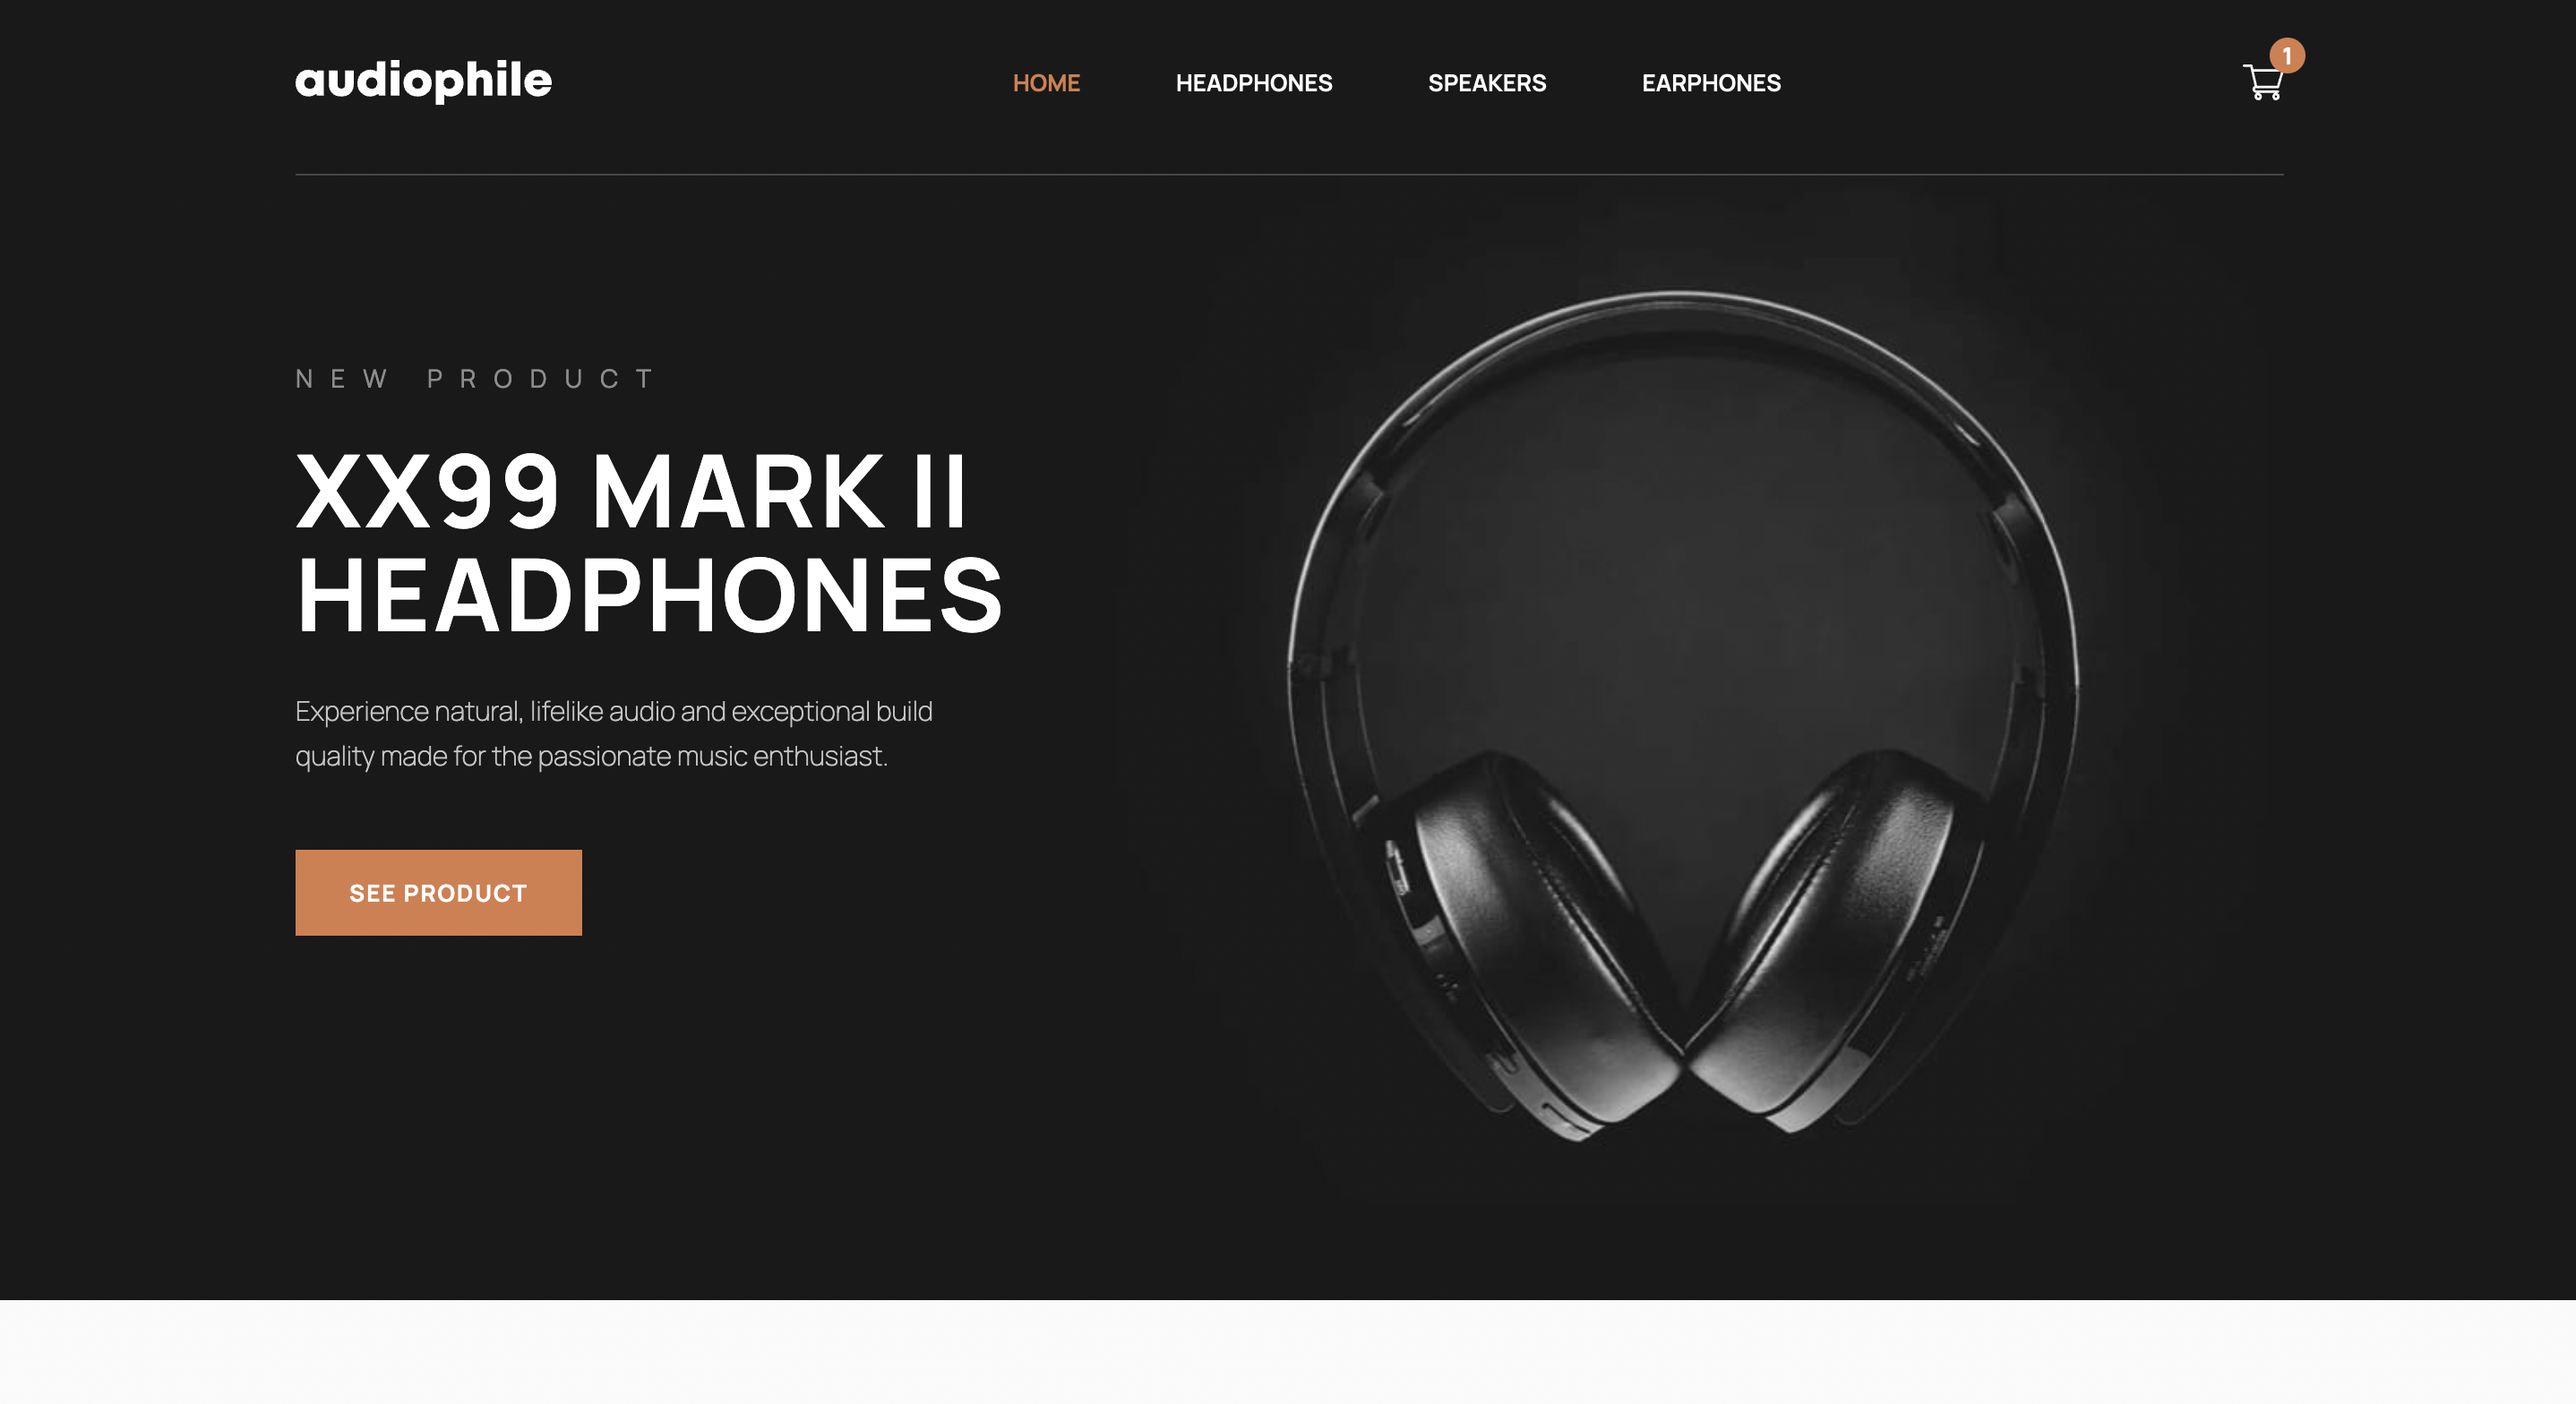 audiophile
HOME HEADPHONES SPEAKERS EARPHONES
1
NEW PRODUCT
XX99 MARK II
HEADPHONES
Experience natural, lifelike audio and exceptional build
quality made for the passionate music enthusiast.
SEE PRODUCT